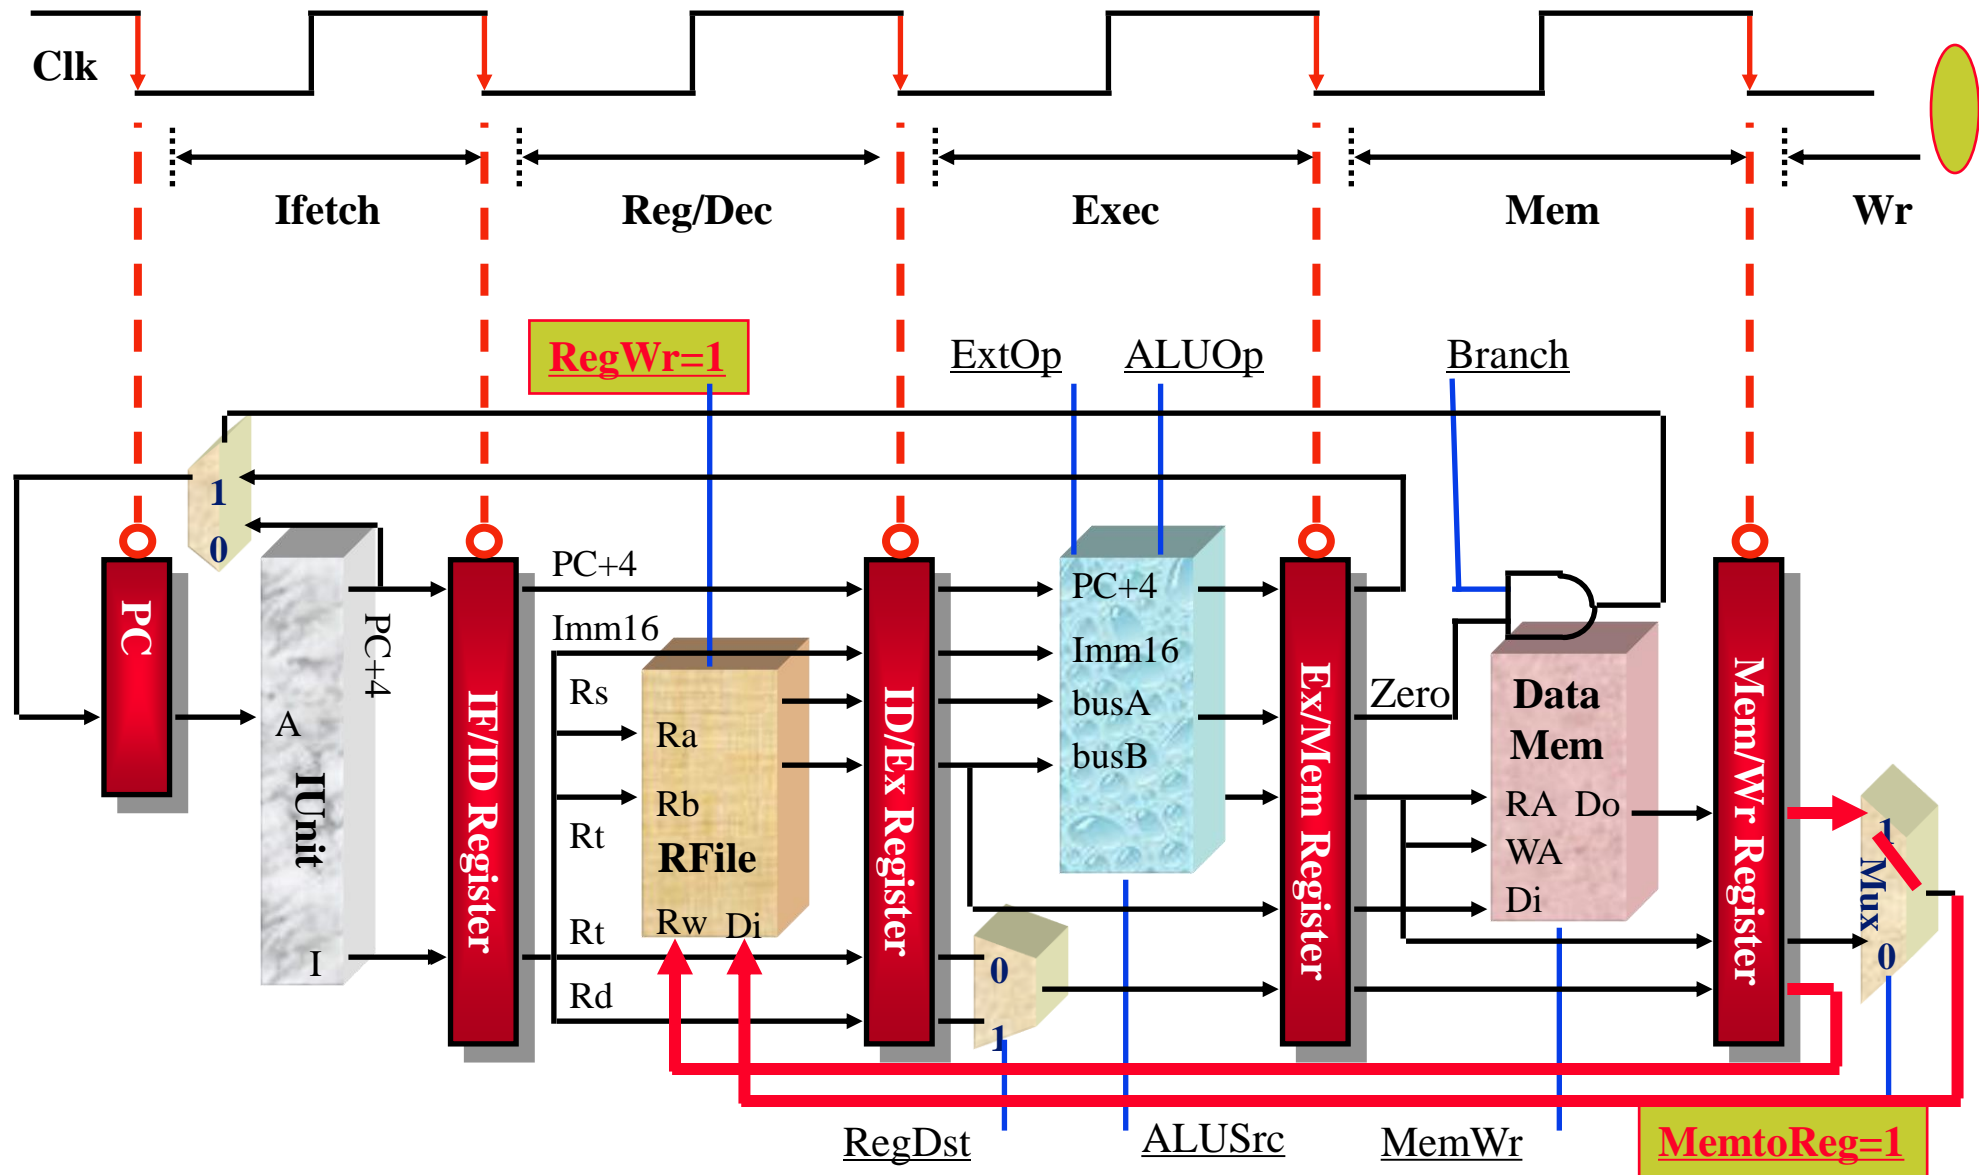 Clk
Ifetch
Reg/Dec
Exec
Mem
Wr
RegWr=1
ExtOp
ALUOp
Branch
1
0
PC
PC+4
A
IUnit
I
IF/ID Register
PC+4
Imm16
Rs
Ra
Rb
Rt
RFile
Rw
Di
Rt
Rd
ID/Ex Register
PC+4
Imm16
busA
busB
0
1
Ex/Mem Register
Zero
Data
Mem
RA
Do
WA
Di
Mem/Wr Register
1
Mux
0
RegDst
ALUSrc
MemWr
MemtoReg=1